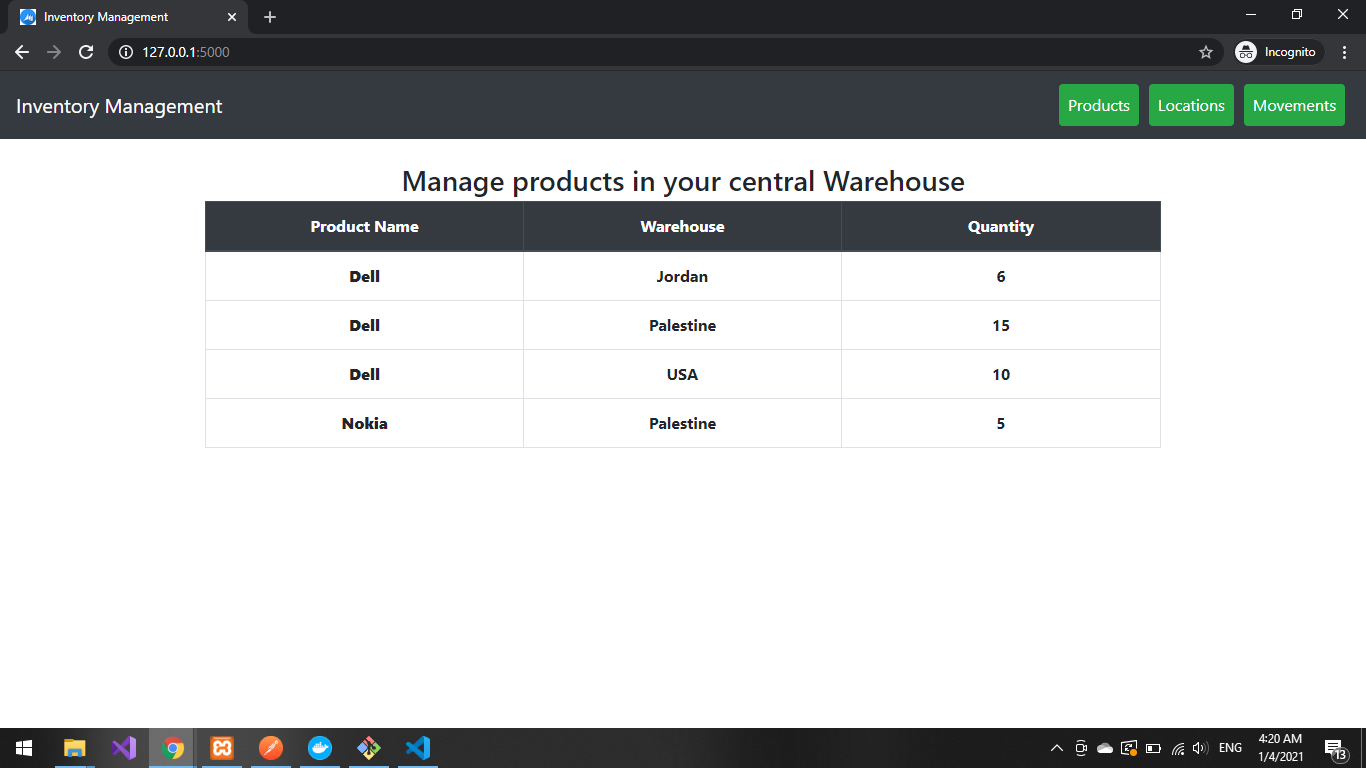 Inventory Management
127.0.0.1:5000
Incognito
Inventory Management
Products Locations Movements
Manage products in your central Warehouse
Product Name Warehouse Quantity
Dell Jordan 6
Dell Palestine 15
Dell USA 10
Nokia Palestine 5
ENG
4:20 AM
1/4/2021
13